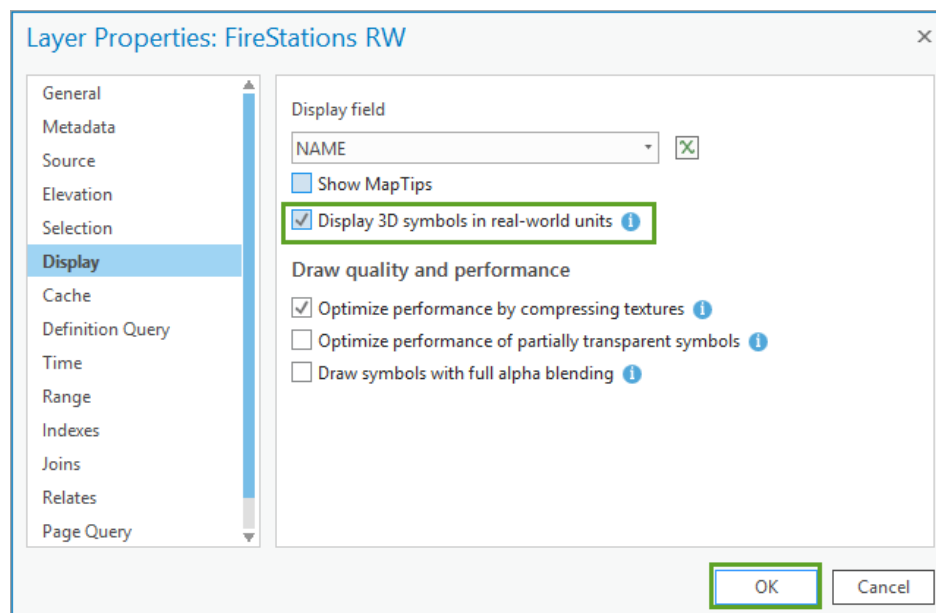 Layer Properties: FireStations RW
General
Metadata
Source
Elevation
Selection
Display
Cache
Definition Query
Time
Range
Indexes
Joins
Relates
Page Query
Display field
NAME
Show MapTips
Display 3D symbols in real-world units
Draw quality and performance
Optimize performance by compressing textures
Optimize performance of partially transparent symbols
Draw symbols with full alpha blending
OK
Cancel